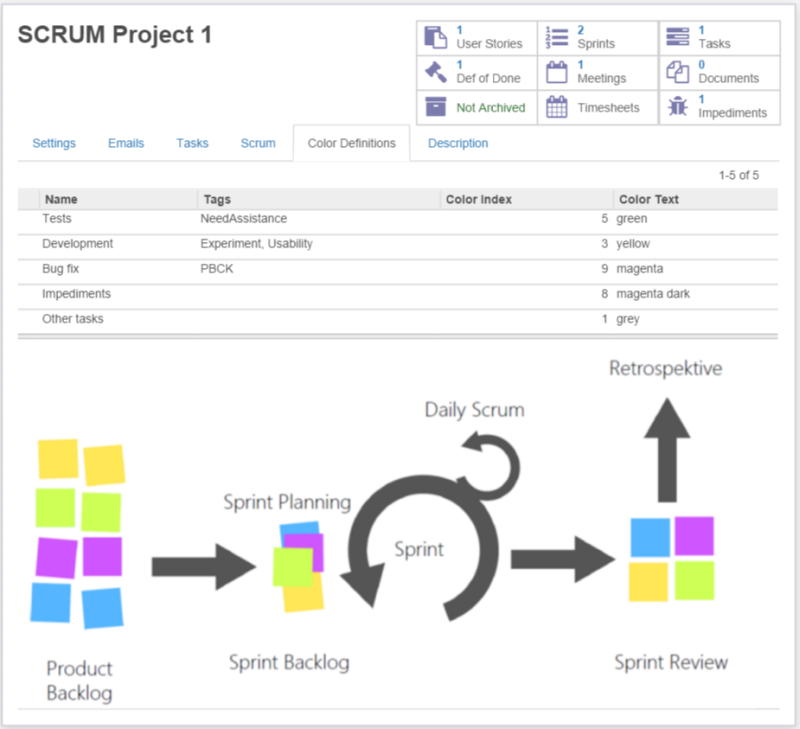 SCRUM Project 1
1
User Stories
2
Sprints
1
Tasks
1
Def of Done
1
Meetings
0
Documents
Not Archived
Timesheets
1
Impediments
Settings Emails Tasks Scrum Color Definitions Description
1-5 of 5
Name Tags Color Index Color Text
Tests NeedAssistance 5 green
Development Experiment, Usability 3 yellow
Bug fix PBCK 9 magenta
Impediments 8 magenta dark
Other tasks 1 grey
Retrospektive
Daily Scrum
Sprint Planning
Sprint
Product
Backlog
Sprint Backlog
Sprint Review